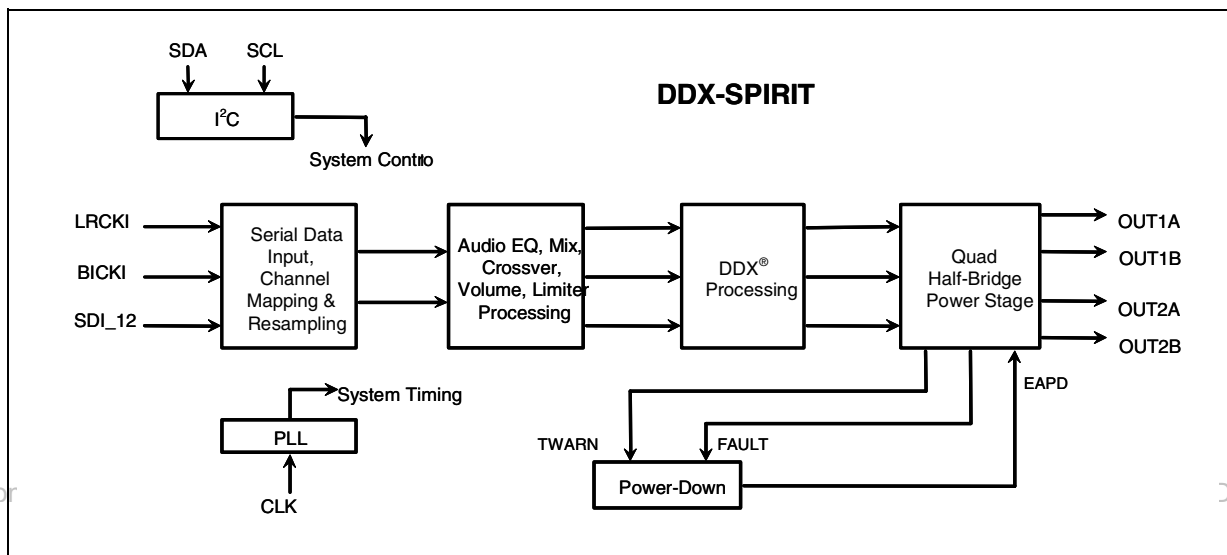 SDA
SCL
DDX-SPIRIT
I²C
System Contrlo
LRCKI
BICKI
SDI_12
Serial Data
Input,
Channel
Mapping &
Resampling
Audio EQ, Mix,
Crossver,
Volume, Limiter
Processing
DDX®
Processing
Quad
Half-Bridge
Power Stage
OUT1A
OUT1B
OUT2A
OUT2B
EAPD
System Timing
PLL
CLK
TWARN
FAULT
Power-Down